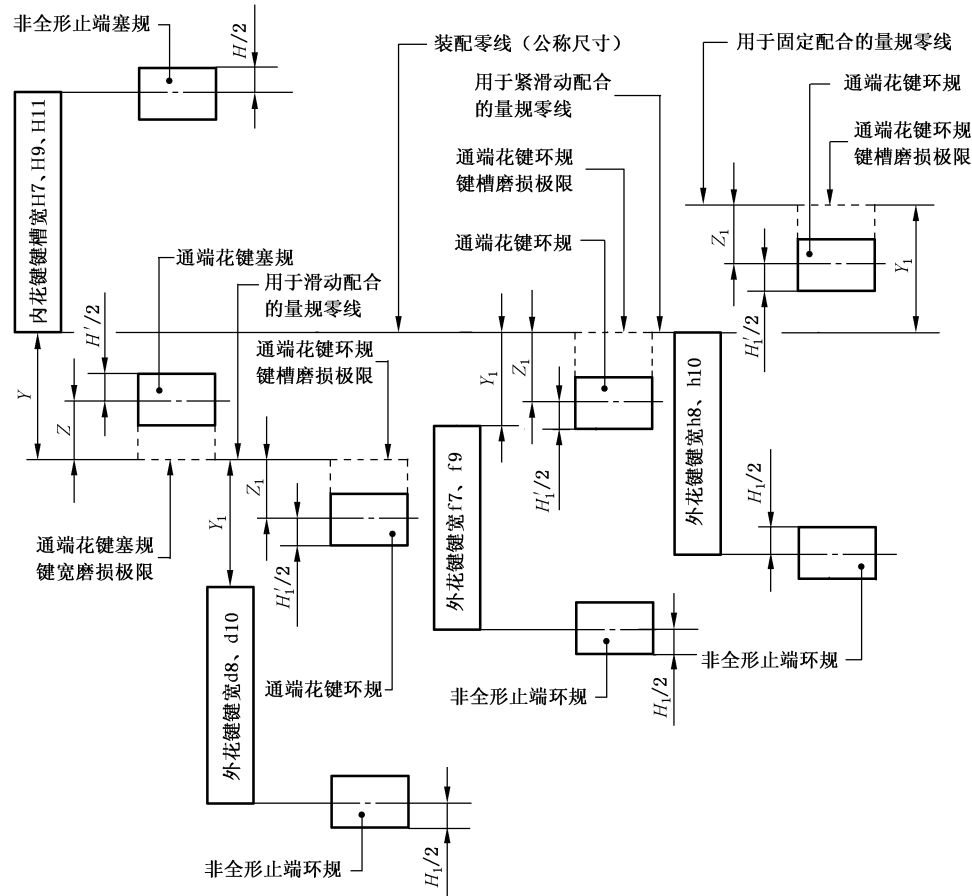 非全形止端塞规
H/2
装配零线（公称尺寸）
用于固定配合的量规零线
用于紧滑动配合
的量规零线
通端花键环规
通端花键环规
键槽磨损极限
通端花键环规
键槽磨损极限
内花键键槽宽H7、H9、H11
通端花键塞规
通端花键环规
Z₁
Y₁
用于滑动配合
的量规零线
H′/2
H₁′/2
通端花键环规
键槽磨损极限
Y
Z
Y₁
Z₁
外花键键宽h8、h10
H₁′/2
外花键键宽f7、f9
Z₁
Y₁
H₁/2
通端花键塞规
键宽磨损极限
H₁′/2
外花键键宽d8、d10
通端花键环规
非全形止端环规
非全形止端环规
H₁/2
非全形止端环规
H₁/2